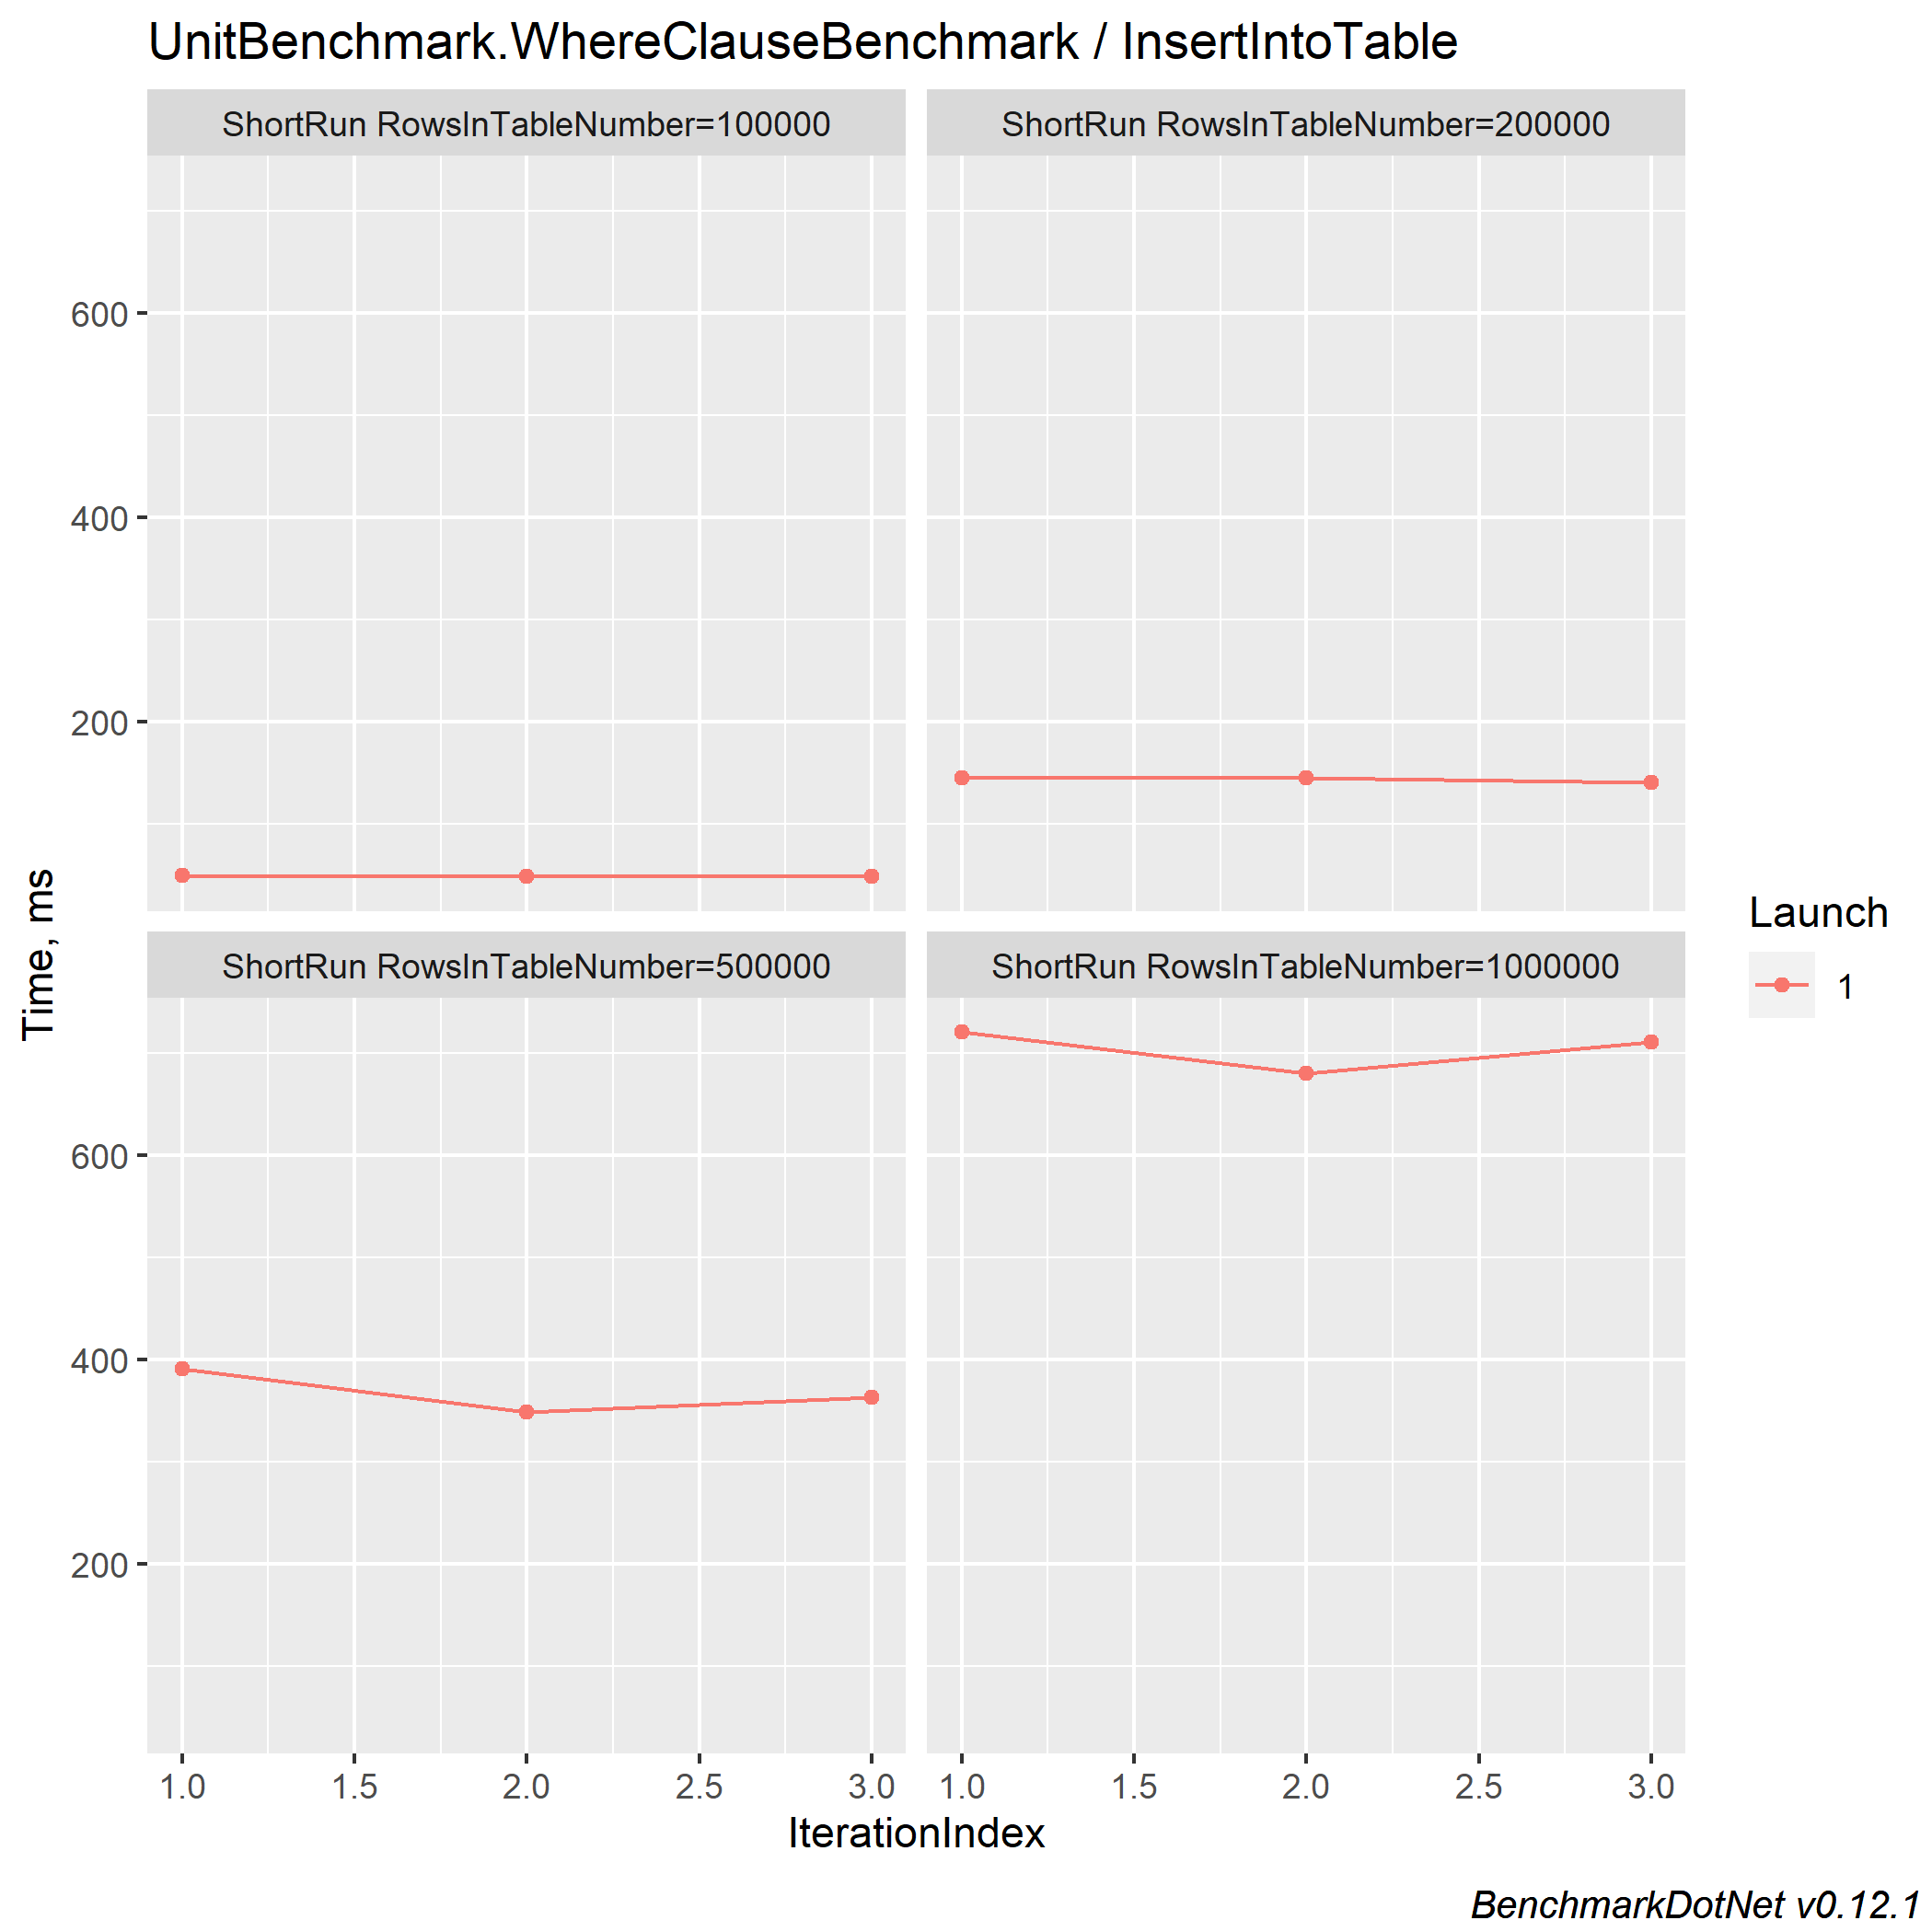 UnitBenchmark.WhereClauseBenchmark / InsertIntoTable
ShortRun RowsInTableNumber=100000
ShortRun RowsInTableNumber=200000
600
400
200
Time, ms
ShortRun RowsInTableNumber=500000
ShortRun RowsInTableNumber=1000000
600
400
200
1.0 1.5 2.0 2.5 3.0
1.0 1.5 2.0 2.5 3.0
IterationIndex
Launch
1
BenchmarkDotNet v0.12.1